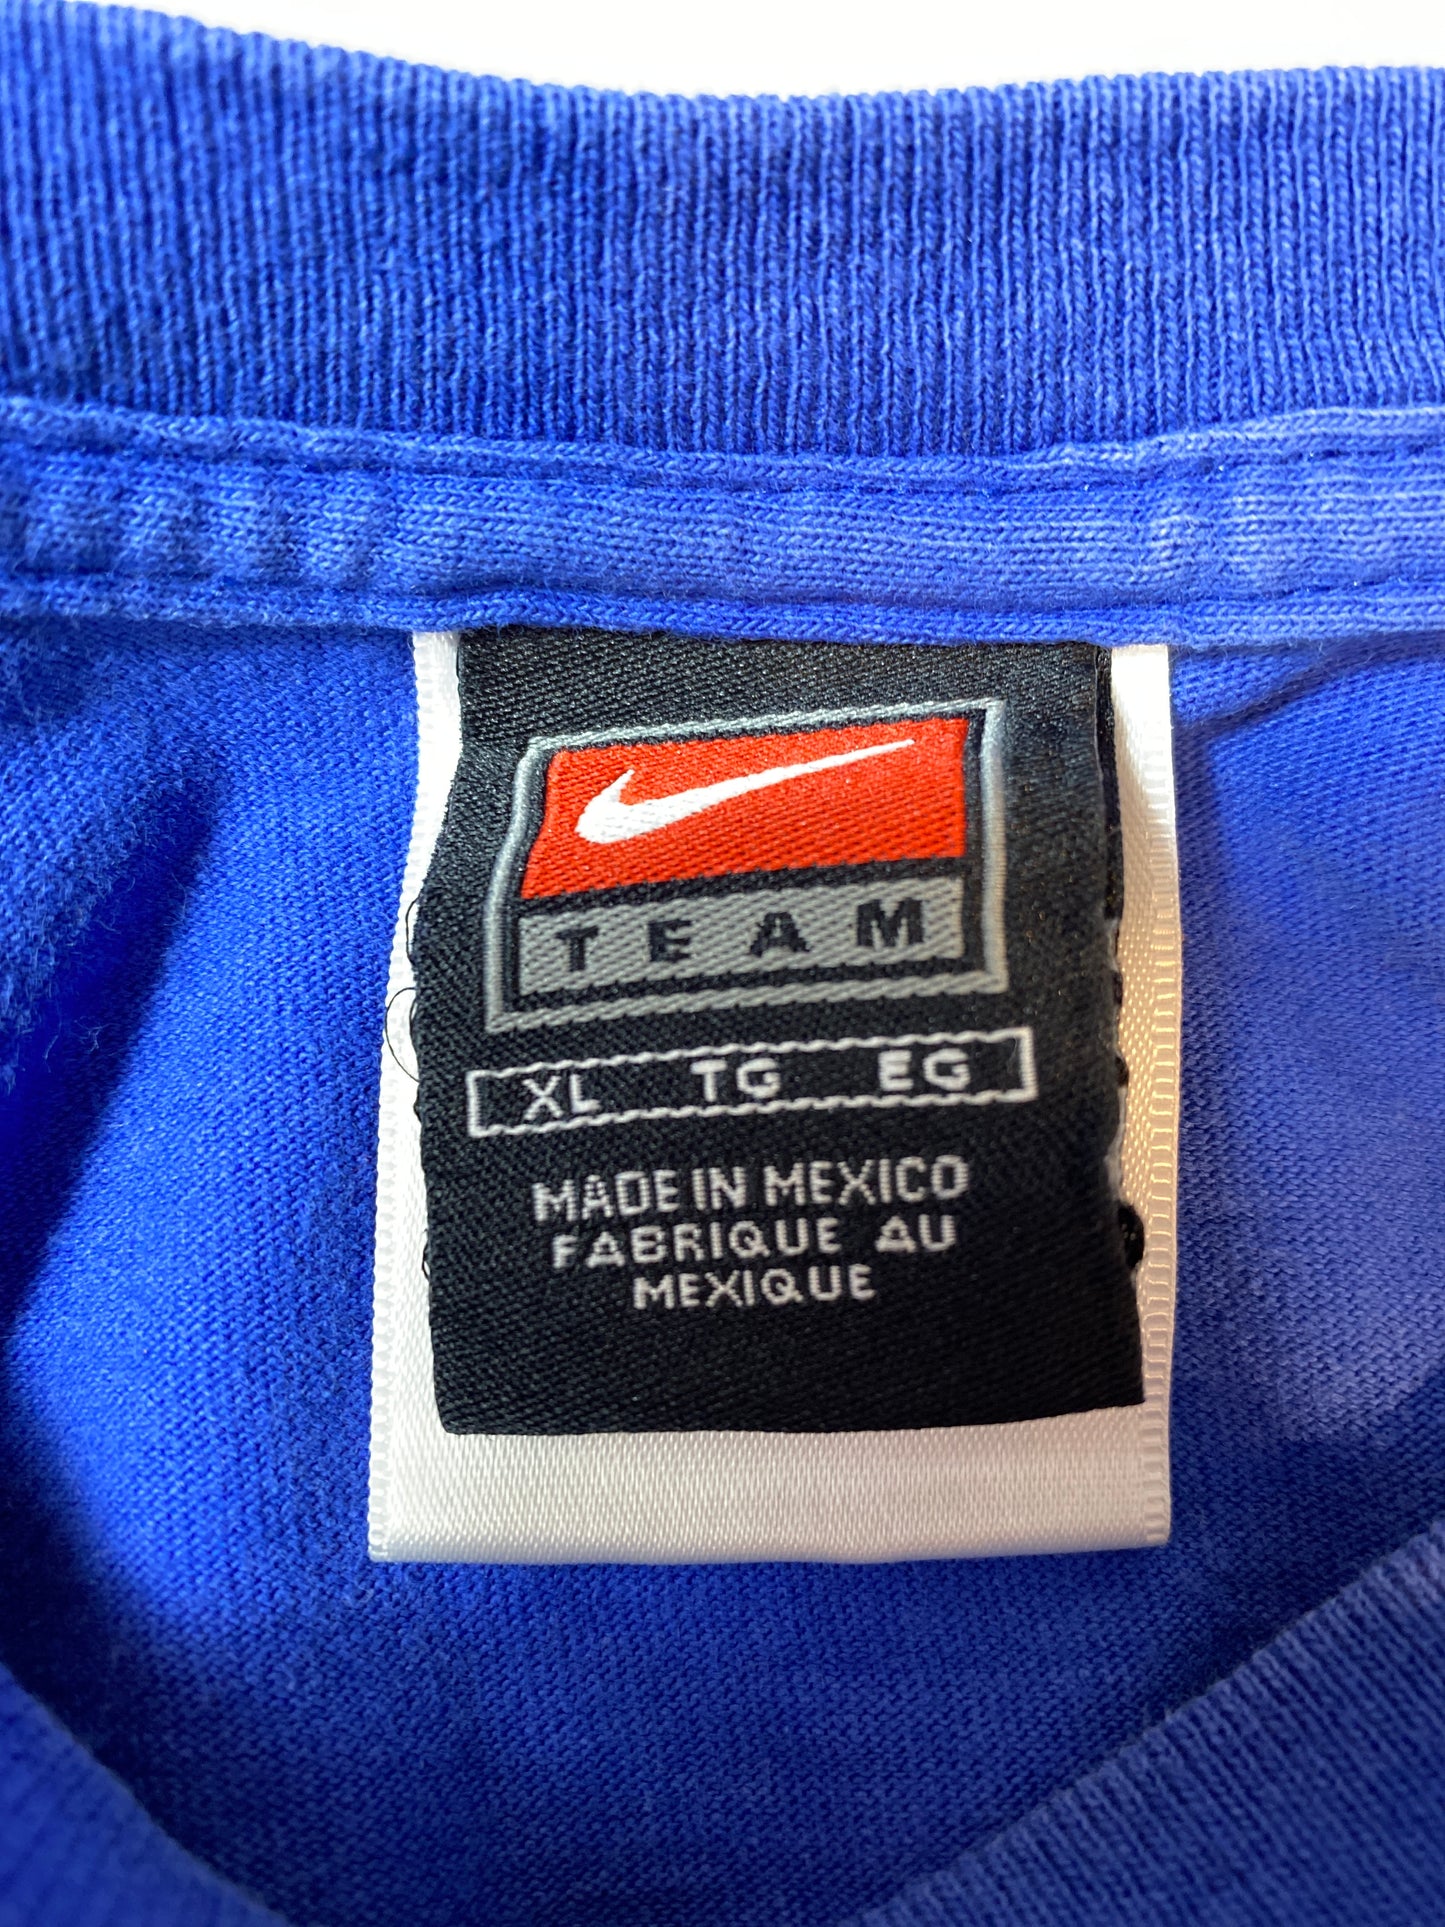 TEAM
XL TG EG
MADE IN MEXICO
FABRIQUE AU
MEXIQUE